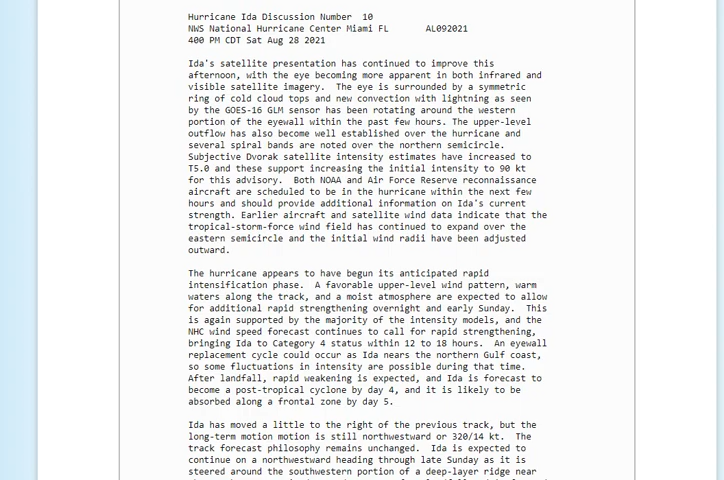 Hurricane Ida Discussion Number  10
NWS National Hurricane Center Miami FL       AL092021
400 PM CDT Sat Aug 28 2021
Ida's satellite presentation has continued to improve this
afternoon, with the eye becoming more apparent in both infrared and
visible satellite imagery.  The eye is surrounded by a symmetric
ring of cold cloud tops and new convection with lightning as seen
by the GOES-16 GLM sensor has been rotating around the western
portion of the eyewall within the past few hours. The upper-level
outflow has also become well established over the hurricane and
several spiral bands are noted over the northern semicircle.
Subjective Dvorak satellite intensity estimates have increased to
T5.0 and these support increasing the initial intensity to 90 kt
for this advisory.  Both NOAA and Air Force Reserve reconnaissance
aircraft are scheduled to be in the hurricane within the next few
hours and should provide additional information on Ida's current
strength. Earlier aircraft and satellite wind data indicate that the
tropical-storm-force wind field has continued to expand over the
eastern semicircle and the initial wind radii have been adjusted
outward.
The hurricane appears to have begun its anticipated rapid
intensification phase.  A favorable upper-level wind pattern, warm
waters along the track, and a moist atmosphere are expected to allow
for additional rapid strengthening overnight and early Sunday.  This
is again supported by the majority of the intensity models, and the
NHC wind speed forecast continues to call for rapid strengthening,
bringing Ida to Category 4 status within 12 to 18 hours.  An eyewall
replacement cycle could occur as Ida nears the northern Gulf coast,
so some fluctuations in intensity are possible during that time.
After landfall, rapid weakening is expected, and Ida is forecast to
become a post-tropical cyclone by day 4, and it is likely to be
absorbed along a frontal zone by day 5.
Ida has moved a little to the right of the previous track, but the
long-term motion motion is still northwestward or 320/14 kt.  The
track forecast philosophy remains unchanged.  Ida is expected to
continue on a northwestward heading through late Sunday as it is
steered around the southwestern portion of a deep-layer ridge near